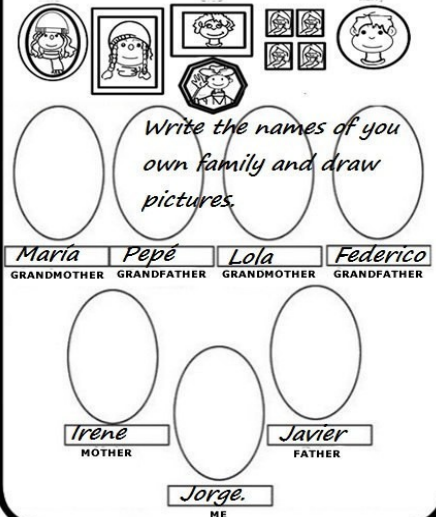 Write the names of you
own family and draw
pictures.
María Pepé Lola Federico
GRANDMOTHER GRANDFATHER GRANDMOTHER GRANDFATHER
Irene Javier
MOTHER FATHER
Jorge.
ME